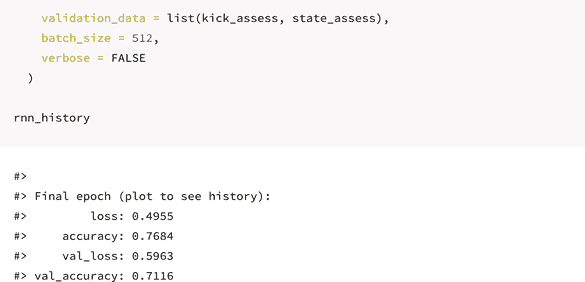 validation_data = list(kick_assess, state_assess),
batch_size = 512,
verbose = FALSE
)
rnn_history
#>
#> Final epoch (plot to see history):
#>         loss: 0.4955
#>     accuracy: 0.7684
#>     val_loss: 0.5963
#> val_accuracy: 0.7116